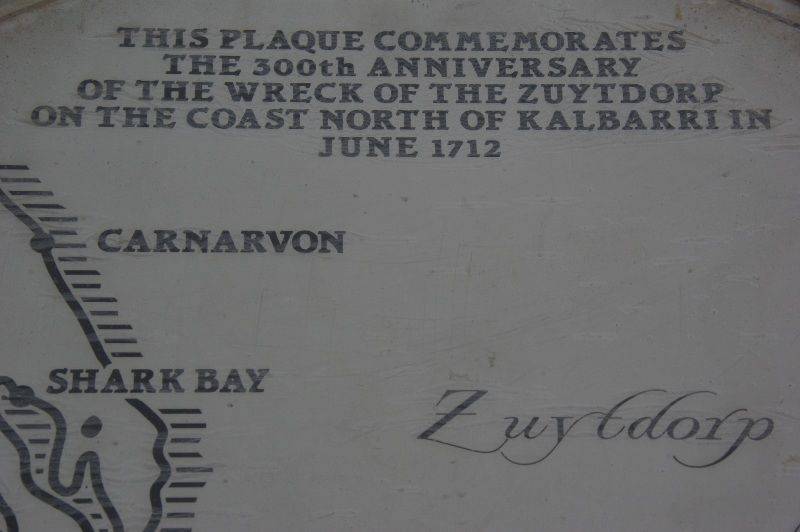 THIS PLAQUE COMMEMORATES
THE 300th ANNIVERSARY
OF THE WRECK OF THE ZUYTDORP
ON THE COAST NORTH OF KALBARRI IN
JUNE 1712
CARNARVON
SHARK BAY
Zuytdorp